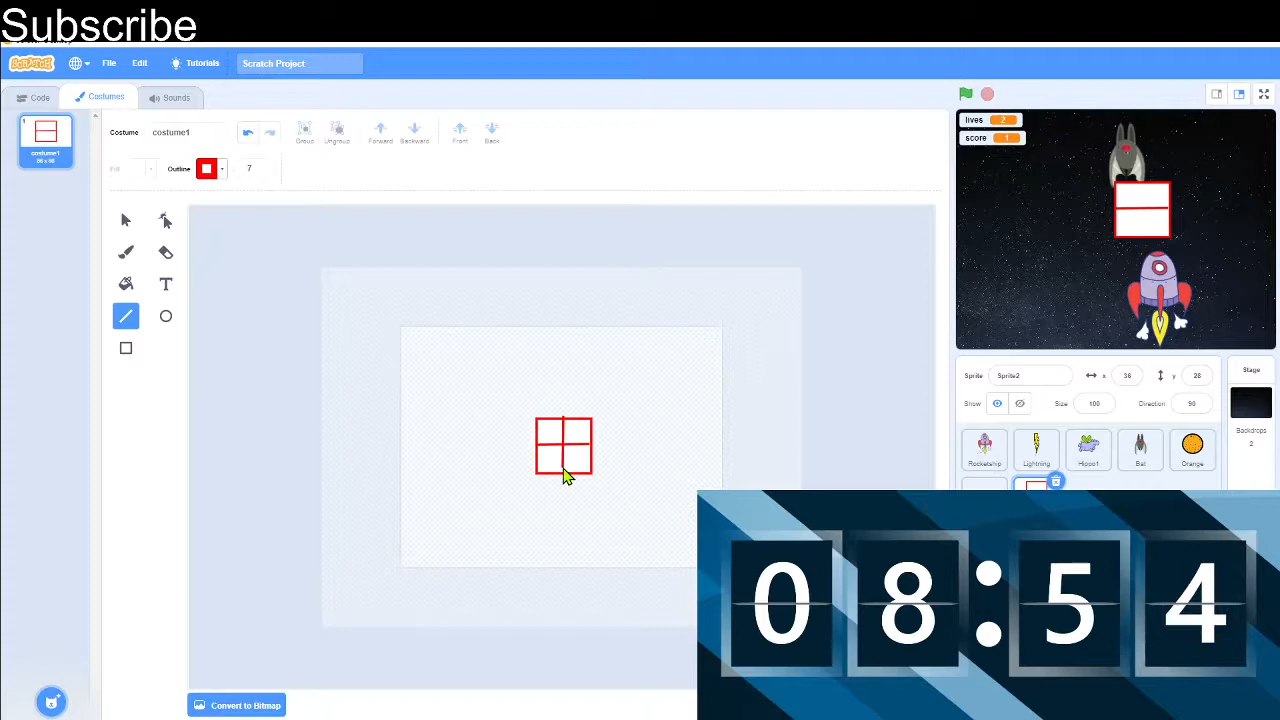 Subscribe
SCRATCH
File
Edit
Tutorials
Scratch Project
Code
Costumes
Sounds
Costume
costume1
Group
Ungroup
Forward
Backward
Front
Back
Fill
Outline
7
1
costume1
lives 2
score 1
Sprite
Sprite2
x
36
y
28
Show
Size
100
Direction
90
Stage
Backdrops
2
Rocketship
Lightning
Hippo1
Bat
Orange
Convert to Bitmap
08:54